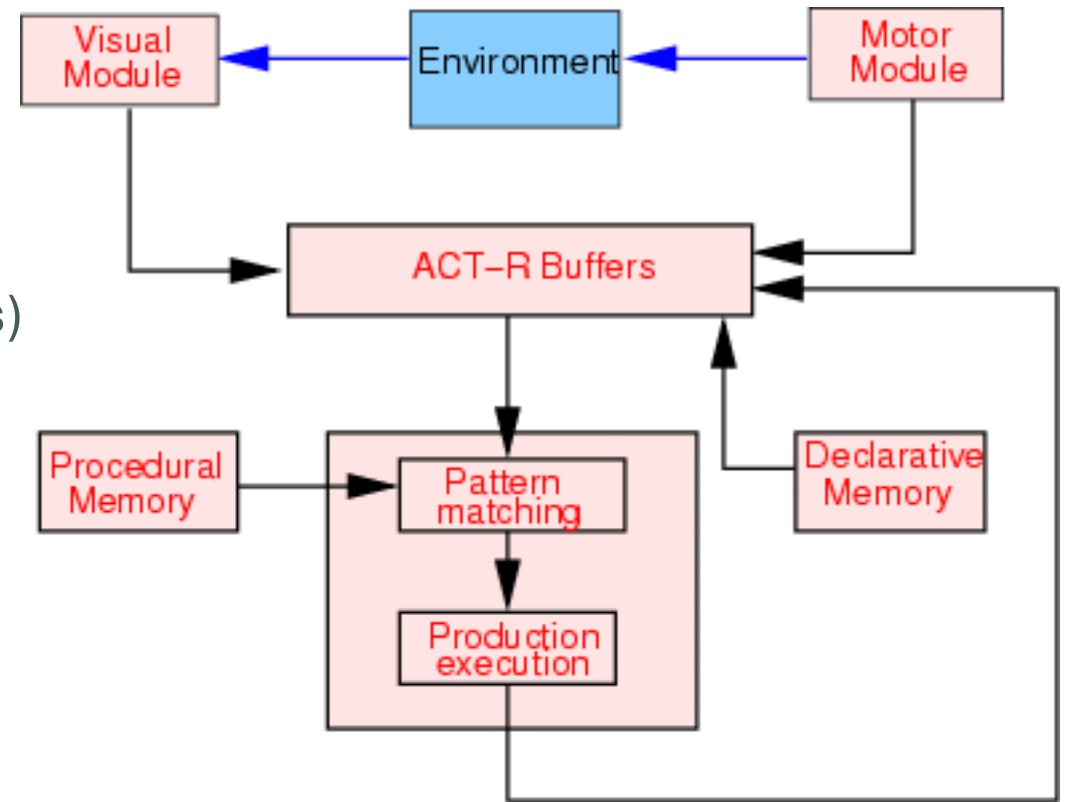 Visual
Module
Environment
Motor
Module
ACT–R Buffers
s)
Procedural
Memory
Pattern
matching
Declarative
Memory
Production
execution